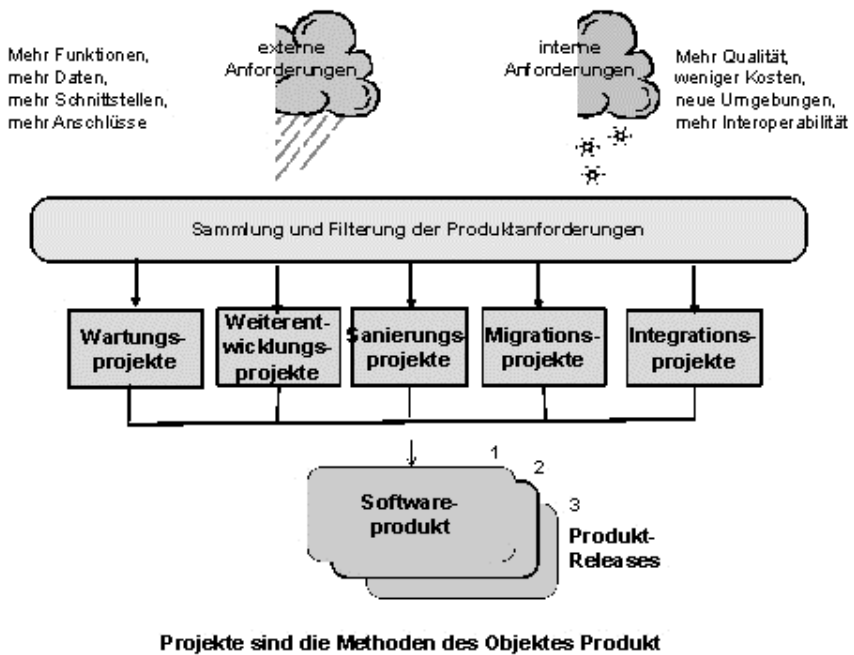 externe
Anforderungen
interne
Anforderungen
Mehr Funktionen,
mehr Daten,
mehr Schnittstellen,
mehr Anschlüsse
Mehr Qualität,
weniger Kosten,
neue Umgebungen,
mehr Interoperabilität
Sammlung und Filterung der Produktanforderungen
Wartungs-
projekte
Weiterent-
wicklungs-
projekte
Sanierungs-
projekte
Migrations-
projekte
Integrations-
projekte
1
2
3
Software-
produkt
Produkt-
Releases
Projekte sind die Methoden des Objektes Produkt